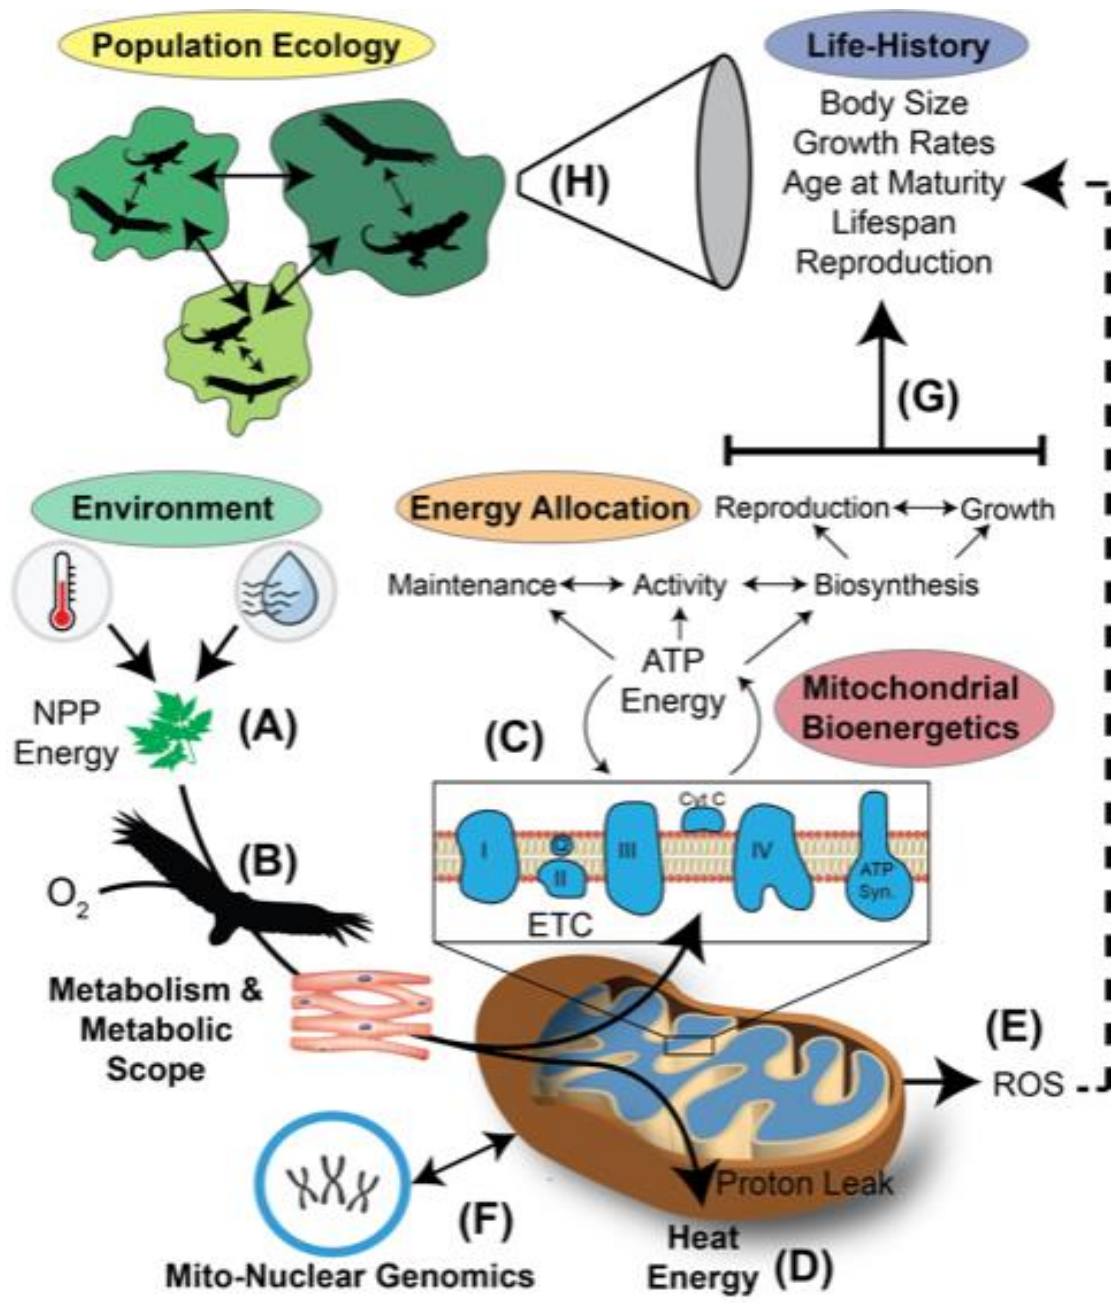 Population Ecology
Life-History
Body Size
Growth Rates
Age at Maturity
Lifespan
Reproduction
(H)
(G)
Environment
Energy Allocation
Reproduction
Growth
Maintenance
Activity
Biosynthesis
ATP
Energy
Mitochondrial
Bioenergetics
NPP
Energy
(A)
(C)
Cyt C
I
Q
II
III
IV
ATP
Syn.
ETC
(B)
O2
Metabolism &
Metabolic
Scope
(E)
ROS
Proton Leak
(F)
Mito-Nuclear Genomics
Heat
Energy
(D)